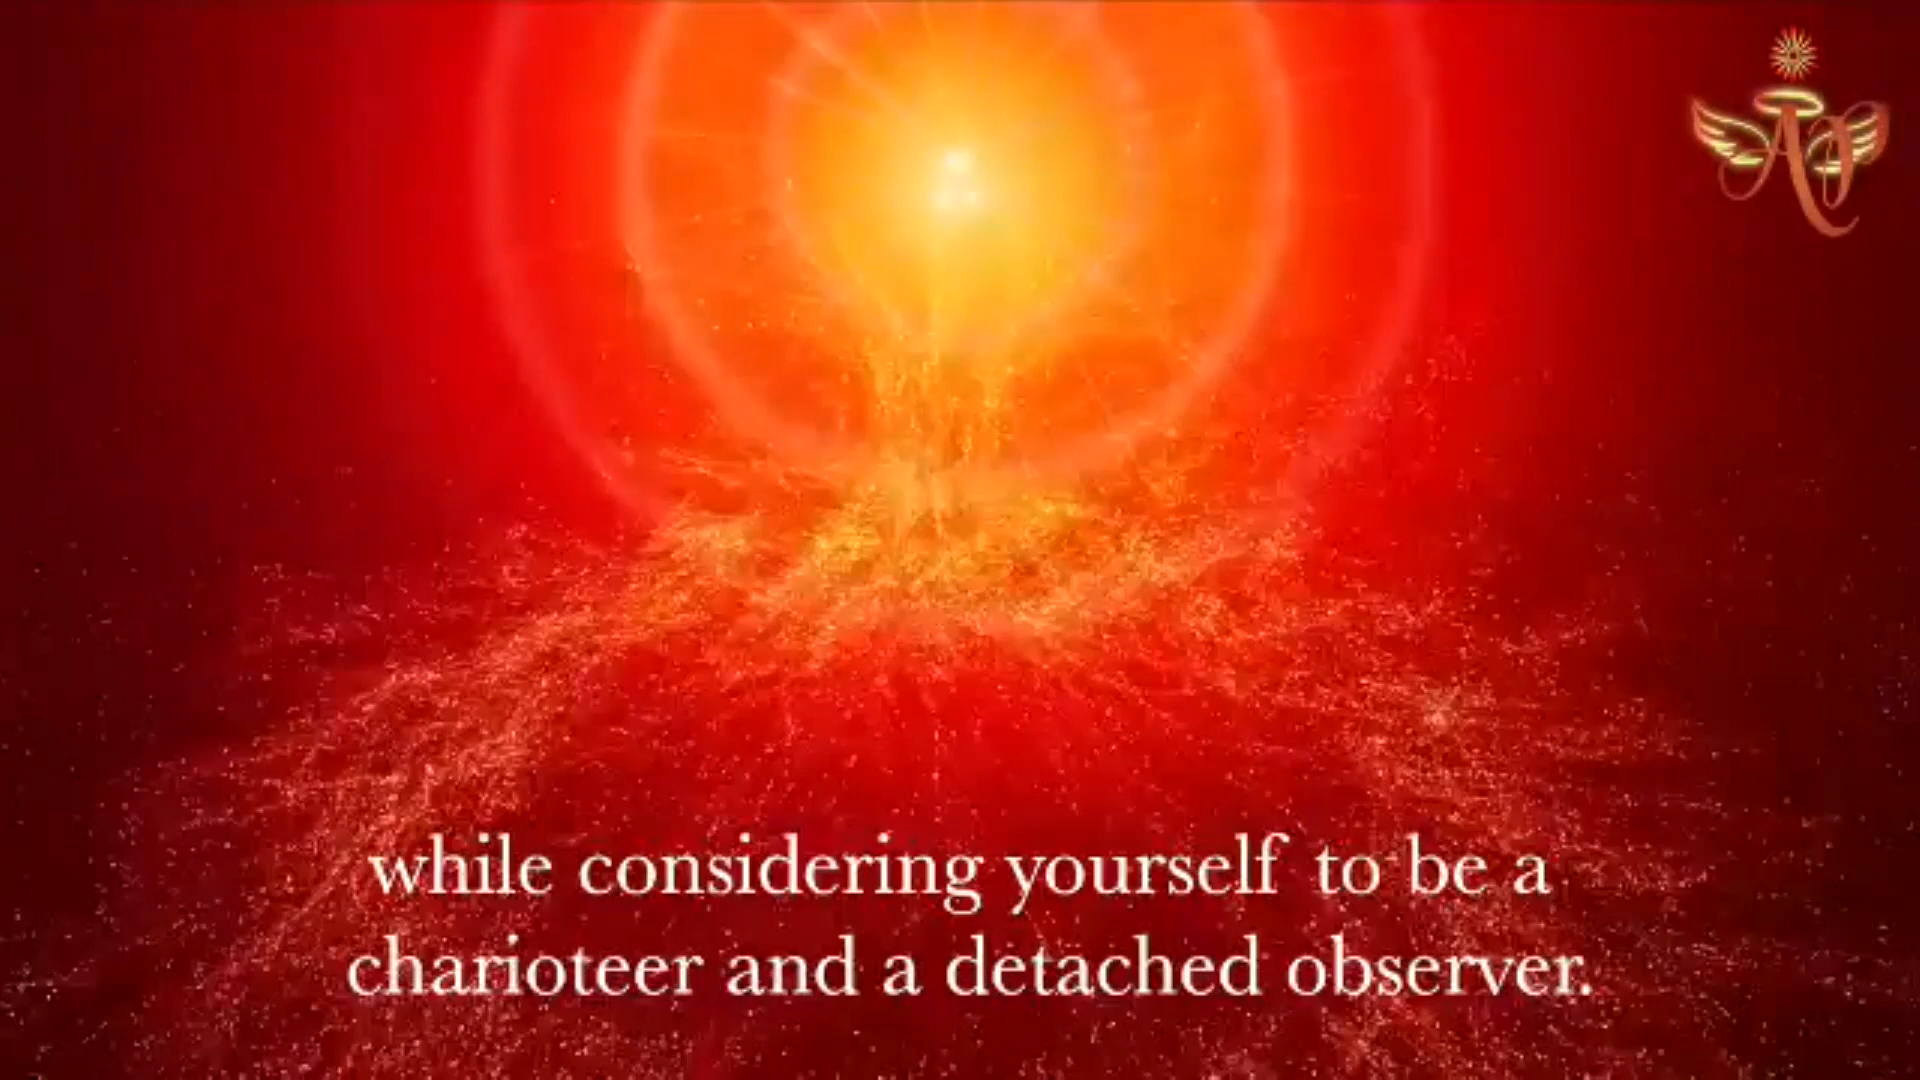 while considering yourself to be a
charioteer and a detached observer.